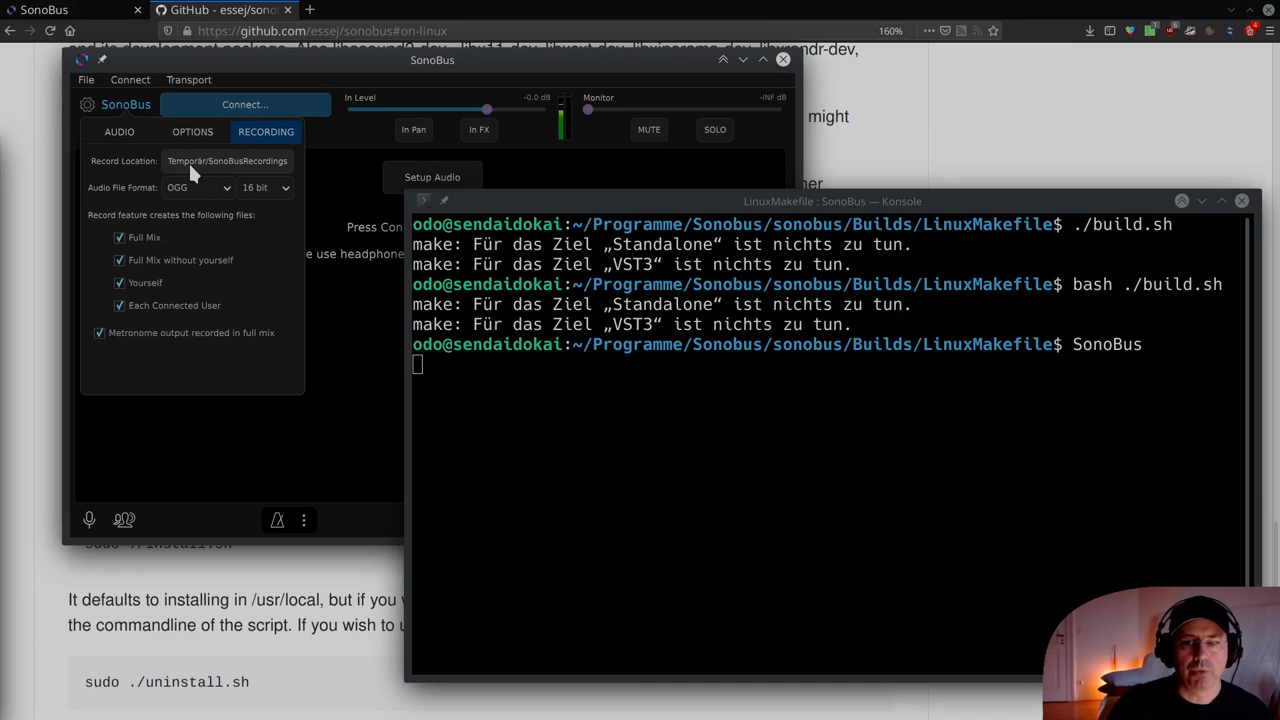 SonoBus
GitHub - essej/sono
https://github.com/essej/sonobus#on-linux
160%
SonoBus
File Connect Transport
SonoBus
Connect...
In Level -0.0 dB
Monitor -INF dB
In Pan
In FX
MUTE
SOLO
AUDIO
OPTIONS
RECORDING
Record Location: Temporär/SonoBusRecordings
Audio File Format: OGG 16 bit
Record feature creates the following files:
Full Mix
Full Mix without yourself
Yourself
Each Connected User
Metronome output recorded in full mix
Setup Audio
Press Con
e use headphone
might
LinuxMakefile : SonoBus — Konsole
odo@sendaidokai:~/Programme/Sonobus/sonobus/Builds/LinuxMakefile$ ./build.sh
make: Für das Ziel „Standalone“ ist nichts zu tun.
make: Für das Ziel „VST3“ ist nichts zu tun.
odo@sendaidokai:~/Programme/Sonobus/sonobus/Builds/LinuxMakefile$ bash ./build.sh
make: Für das Ziel „Standalone“ ist nichts zu tun.
make: Für das Ziel „VST3“ ist nichts zu tun.
odo@sendaidokai:~/Programme/Sonobus/sonobus/Builds/LinuxMakefile$ SonoBus
sudo ./install.sh
It defaults to installing in /usr/local, but if you
the commandline of the script. If you wish to u
sudo ./uninstall.sh